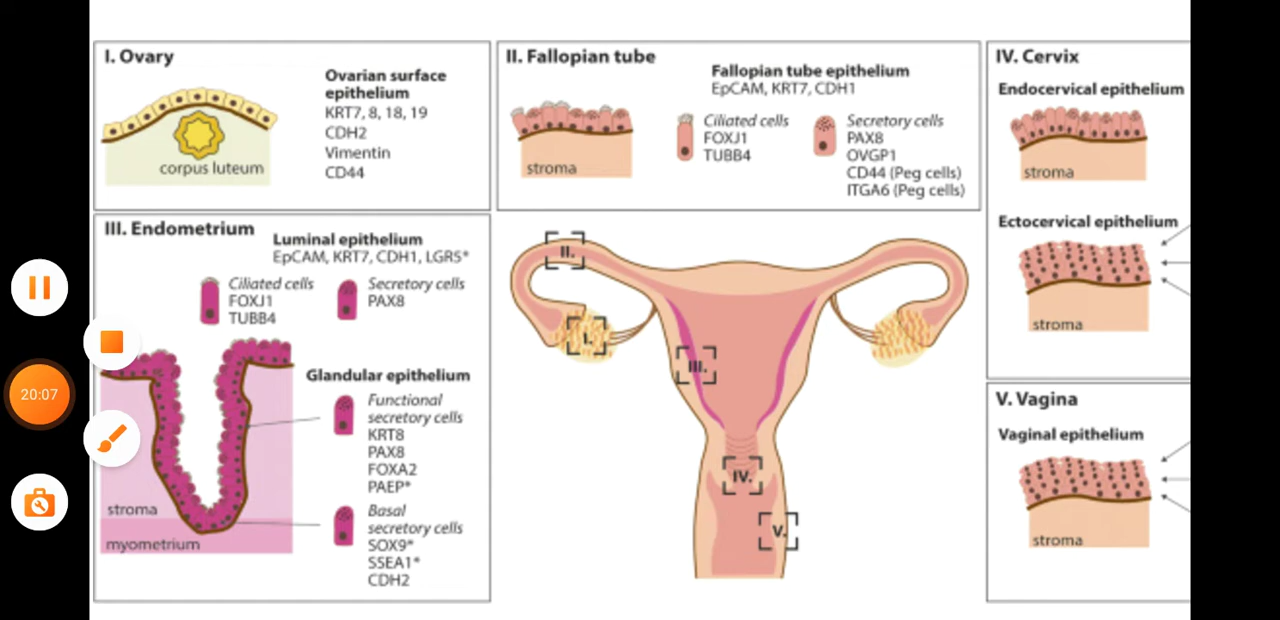 I. Ovary
Ovarian surface
epithelium
KRT7, 8, 18, 19
CDH2
Vimentin
CD44
corpus luteum
II. Fallopian tube
Fallopian tube epithelium
EpCAM, KRT7, CDH1
Ciliated cells
FOXJ1
TUBB4
Secretory cells
PAX8
OVGP1
CD44 (Peg cells)
ITGA6 (Peg cells)
stroma
III. Endometrium
Luminal epithelium
EpCAM, KRT7, CDH1, LGR5*
Ciliated cells
FOXJ1
TUBB4
Secretory cells
PAX8
Glandular epithelium
Functional
secretory cells
KRT8
PAX8
FOXA2
PAEP*
Basal
secretory cells
SOX9*
SSEA1*
CDH2
stroma
myometrium
II.
I.
III.
IV.
V.
IV. Cervix
Endocervical epithelium
stroma
Ectocervical epithelium
stroma
V. Vagina
Vaginal epithelium
stroma
20:07